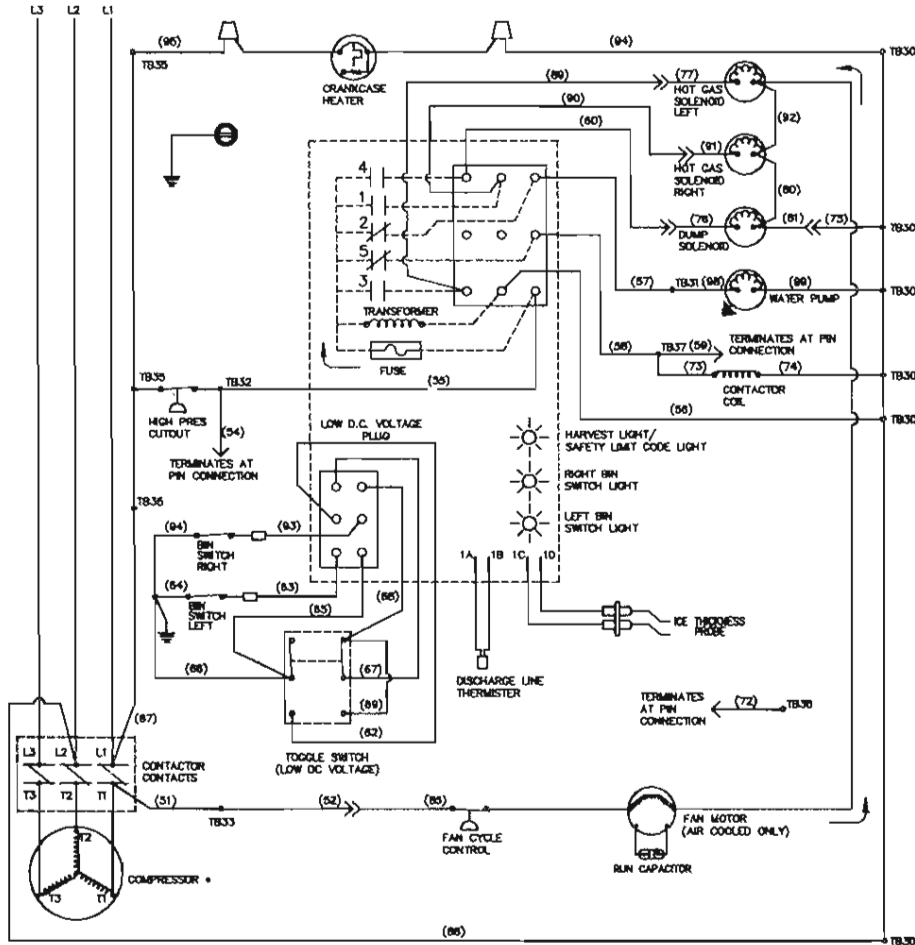 L3 L2 L1
(95) (94)
TB35 TB30
CRANKCASE
HEATER
(89) (77)
HOT GAS
SOLENOID
LEFT
(90) (92)
(80)
4
(91)
HOT GAS
SOLENOID
RIGHT
1
(80)
2
(78) (81) (75) TB30
DUMP
SOLENOID
5
3
(57) TB31 (98) (99) TB30
WATER PUMP
TRANSFORMER
FUSE
(58) TB37 (59)
TERMINATES AT PIN
CONNECTION
(73) (74) TB30
CONTACTOR
COIL
TB35 TB32 (55) (56) TB30
HIGH PRES
CUTOUT
(54)
TERMINATES AT
PIN CONNECTION
LOW D.C. VOLTAGE
PLUG
HARVEST LIGHT/
SAFETY LIMIT CODE LIGHT
RIGHT BIN
SWITCH LIGHT
LEFT BIN
SWITCH LIGHT
TB36
(94) (93)
BIN
SWITCH
RIGHT
1A 1B 1C 1D
(64) (63)
BIN
SWITCH
LEFT
(65) (66)
ICE THICKNESS
PROBE
(68) (67)
(69)
(62)
DISCHARGE LINE
THERMISTER
TOGGLE SWITCH
(LOW DC VOLTAGE)
TERMINATES
AT PIN
CONNECTION
(72) TB38
(87)
L3 L2 L1
CONTACTOR
CONTACTS
T3 T2 T1
(51) TB33 (52) (85)
FAN CYCLE
CONTROL
FAN MOTOR
(AIR COOLED ONLY)
RUN CAPACITOR
T2
T3 T1
COMPRESSOR
(88) TB30